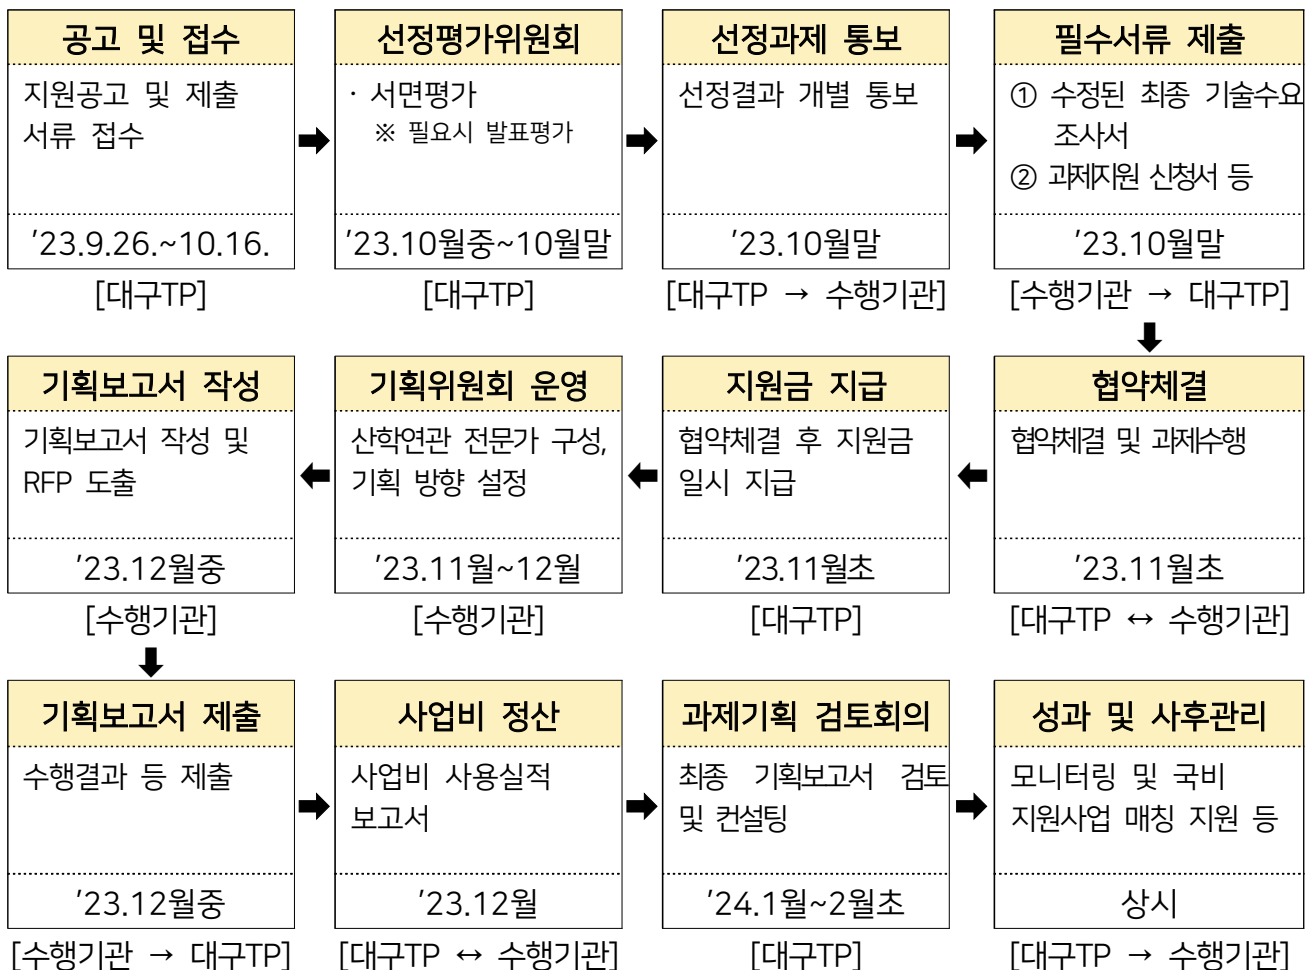 공고 및 접수
지원공고 및 제출
서류 접수
'23.9.26.~10.16.
[대구TP]
선정평가위원회
· 서면평가
※ 필요시 발표평가
'23.10월중~10월말
[대구TP]
선정과제 통보
선정결과 개별 통보
'23.10월말
[대구TP → 수행기관]
필수서류 제출
① 수정된 최종 기술수요
조사서
② 과제지원 신청서 등
'23.10월말
[수행기관 → 대구TP]
협약체결
협약체결 및 과제수행
'23.11월초
[대구TP ↔ 수행기관]
지원금 지급
협약체결 후 지원금
일시 지급
'23.11월초
[대구TP]
기획위원회 운영
산학연관 전문가 구성,
기획 방향 설정
'23.11월~12월
[수행기관]
기획보고서 작성
기획보고서 작성 및
RFP 도출
'23.12월중
[수행기관]
기획보고서 제출
수행결과 등 제출
'23.12월중
[수행기관 → 대구TP]
사업비 정산
사업비 사용실적
보고서
'23.12월
[대구TP ↔ 수행기관]
과제기획 검토회의
최종 기획보고서 검토
및 컨설팅
'24.1월~2월초
[대구TP]
성과 및 사후관리
모니터링 및 국비
지원사업 매칭 지원 등
상시
[대구TP → 수행기관]